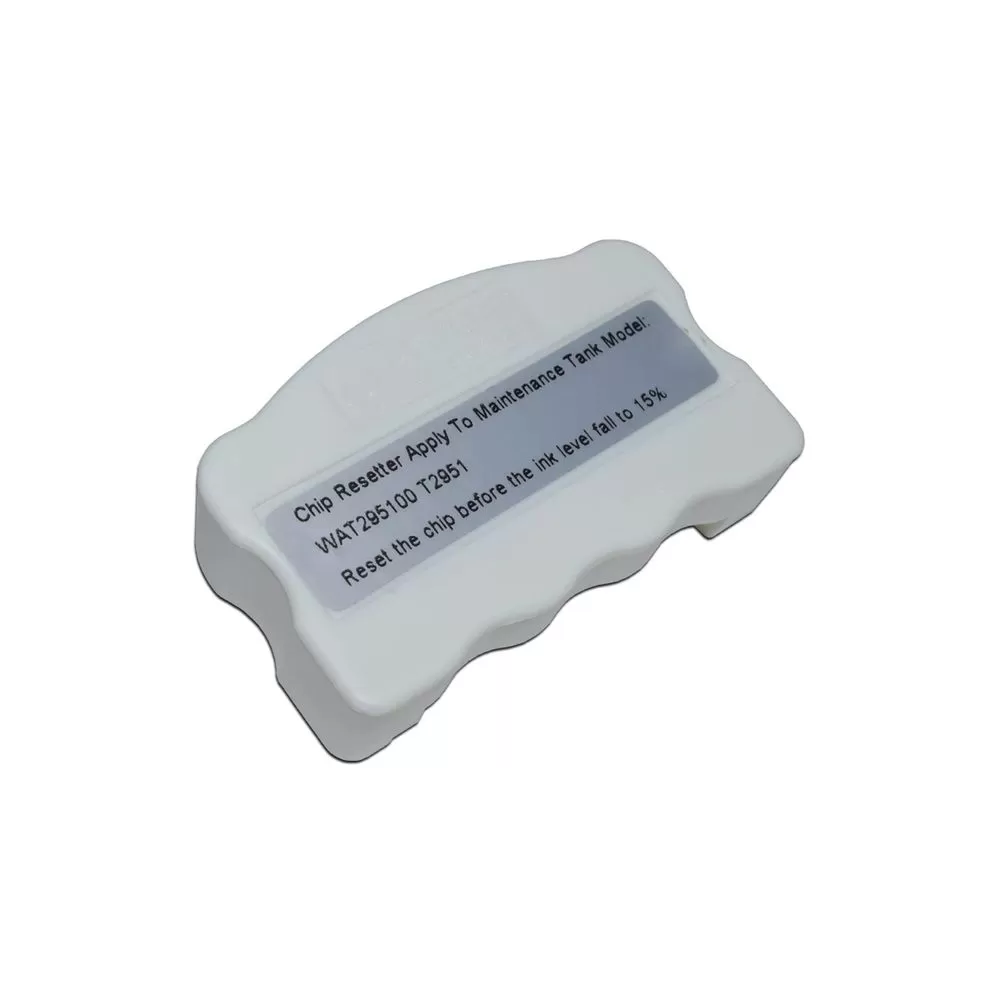 Chip Resetter Apply To Maintenance Tank Model:
WAT295100 T2951
Reset the chip before the ink level fall to 15%